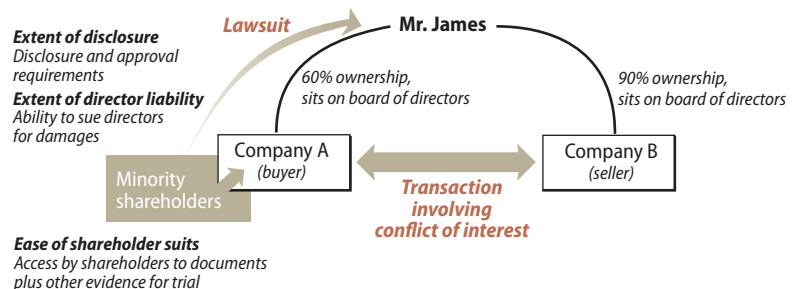 Lawsuit
Mr. James
Extent of disclosure
Disclosure and approval
requirements
Extent of director liability
Ability to sue directors
for damages
60% ownership,
sits on board of directors
90% ownership,
sits on board of directors
Minority
shareholders
Company A
(buyer)
Transaction
involving
conflict of interest
Company B
(seller)
Ease of shareholder suits
Access by shareholders to documents
plus other evidence for trial